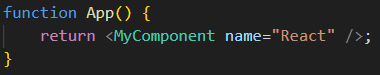 function App() {
    return <MyComponent name="React" />;
}